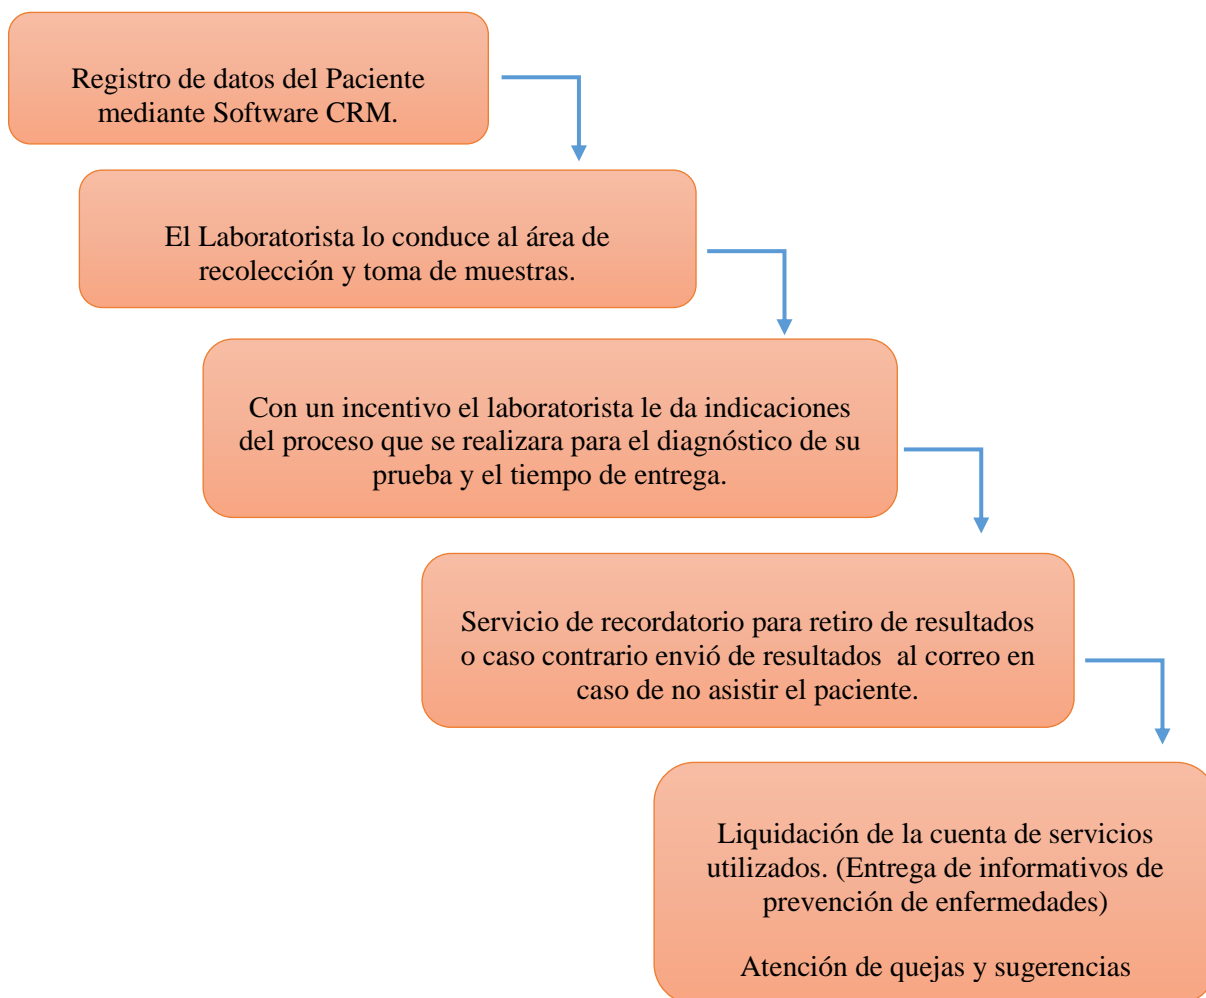 Registro de datos del Paciente
mediante Software CRM.
El Laboratorista lo conduce al área de
recolección y toma de muestras.
Con un incentivo el laboratorista le da indicaciones
del proceso que se realizara para el diagnóstico de su
prueba y el tiempo de entrega.
Servicio de recordatorio para retiro de resultados
o caso contrario envió de resultados  al correo en
caso de no asistir el paciente.
Liquidación de la cuenta de servicios
utilizados. (Entrega de informativos de
prevención de enfermedades)
Atención de quejas y sugerencias